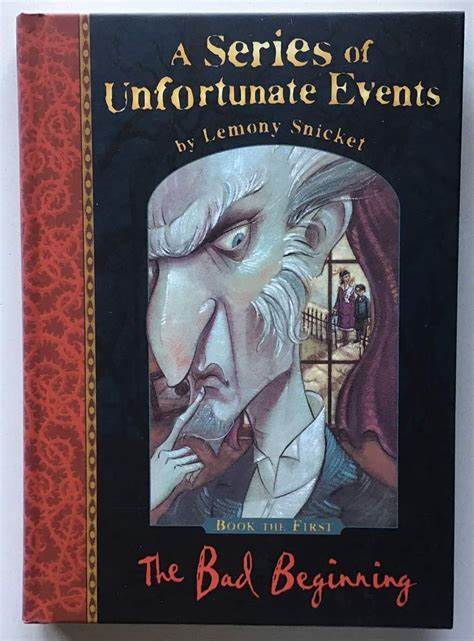 A Series of
Unfortunate Events
by Lemony Snicket
Book the First
The Bad Beginning